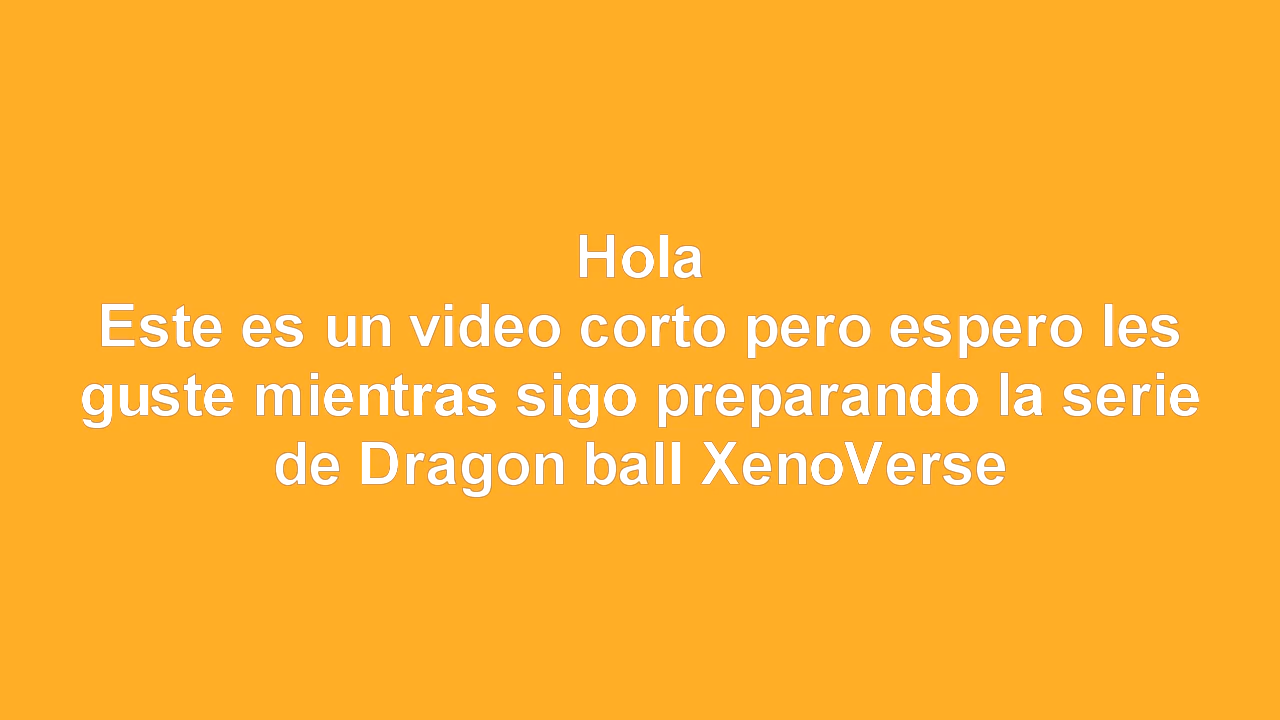 Hola
Este es un video corto pero espero les
guste mientras sigo preparando la serie
de Dragon ball XenoVerse